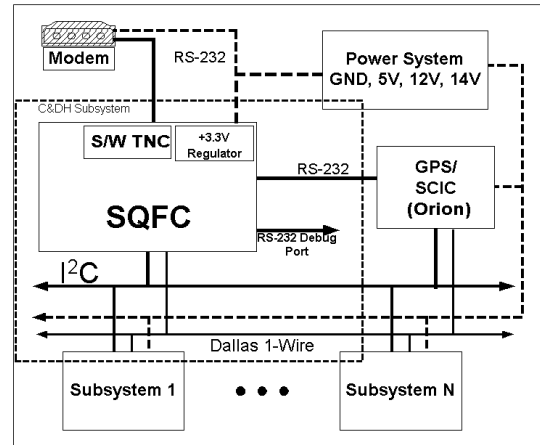 Modem
RS-232
Power System
GND, 5V, 12V, 14V
C&DH Subsystem
S/W TNC
+3.3V
Regulator
SQFC
RS-232
GPS/
SCIC
(Orion)
RS-232 Debug
Port
I²C
Dallas 1-Wire
Subsystem 1
Subsystem N